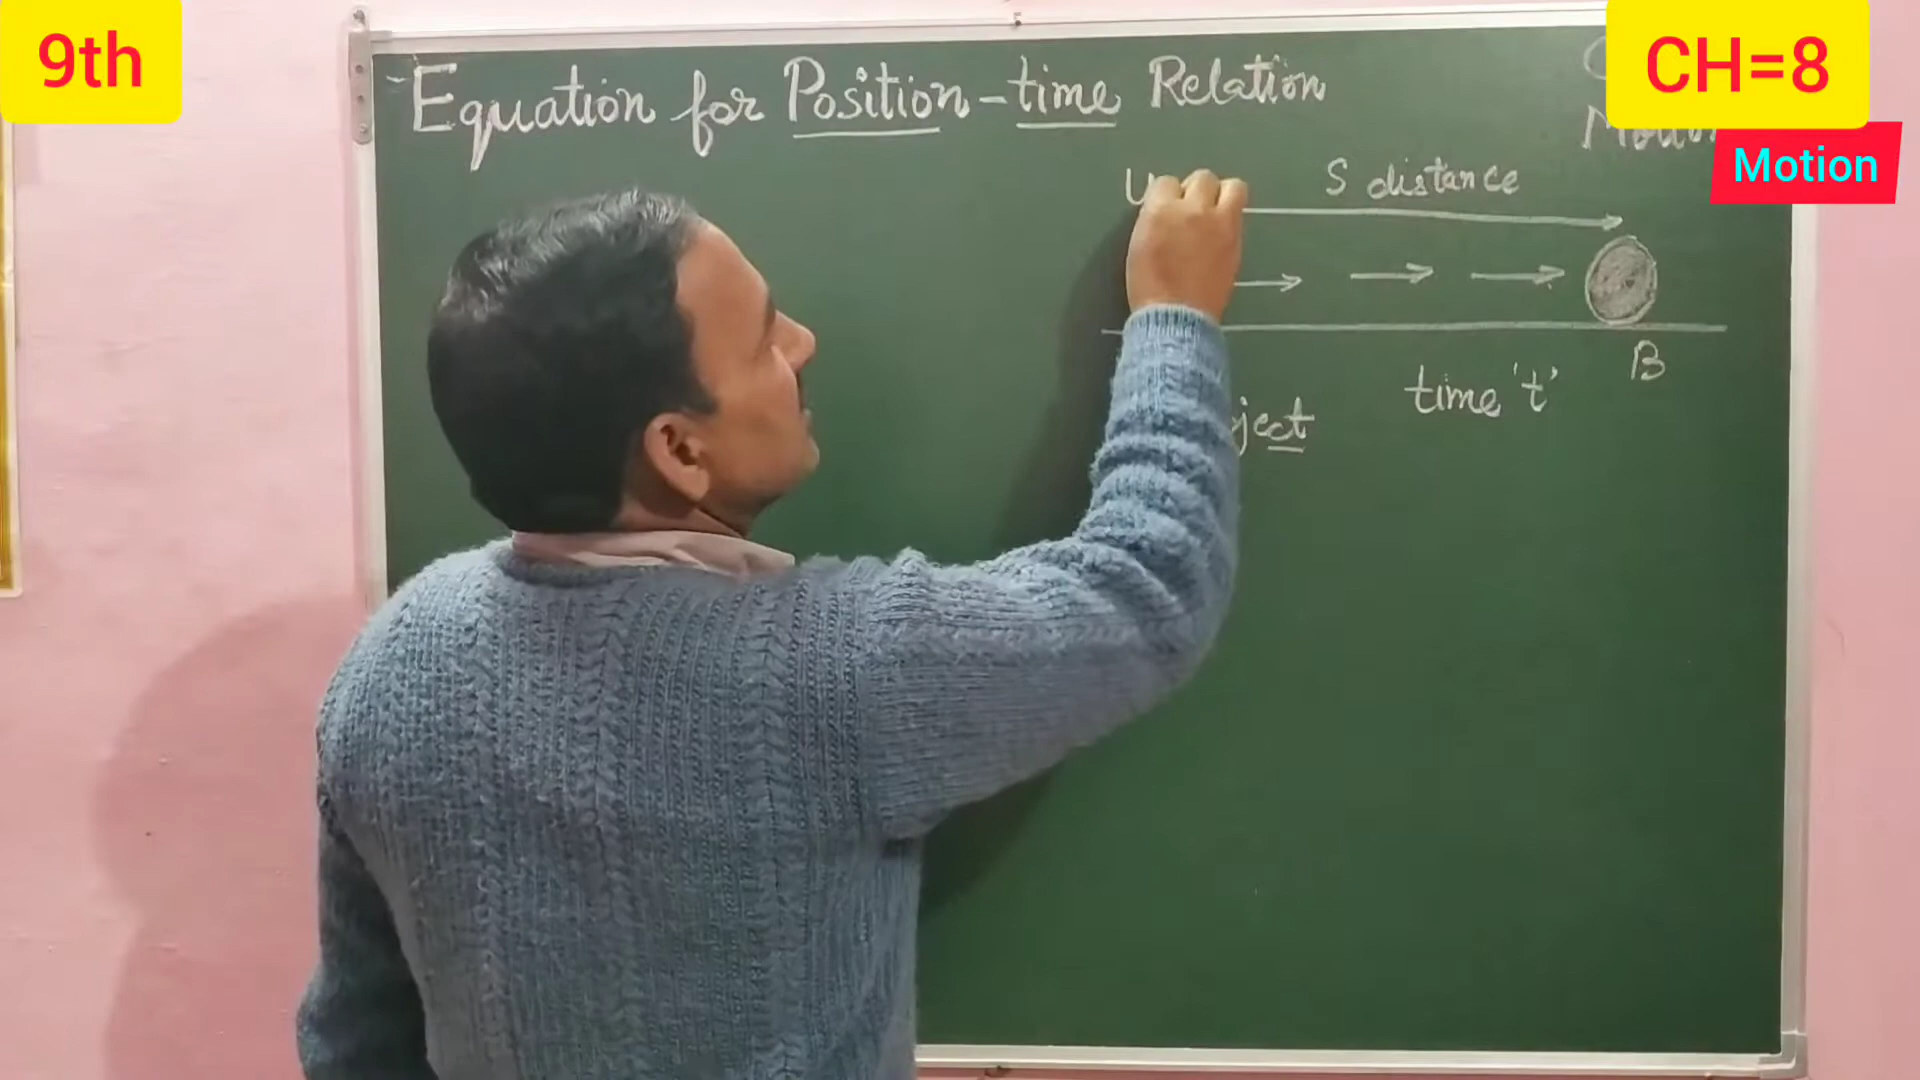 9th
CH=8
Motion
Equation for Position-time Relation
U
S distance
B
time 't'